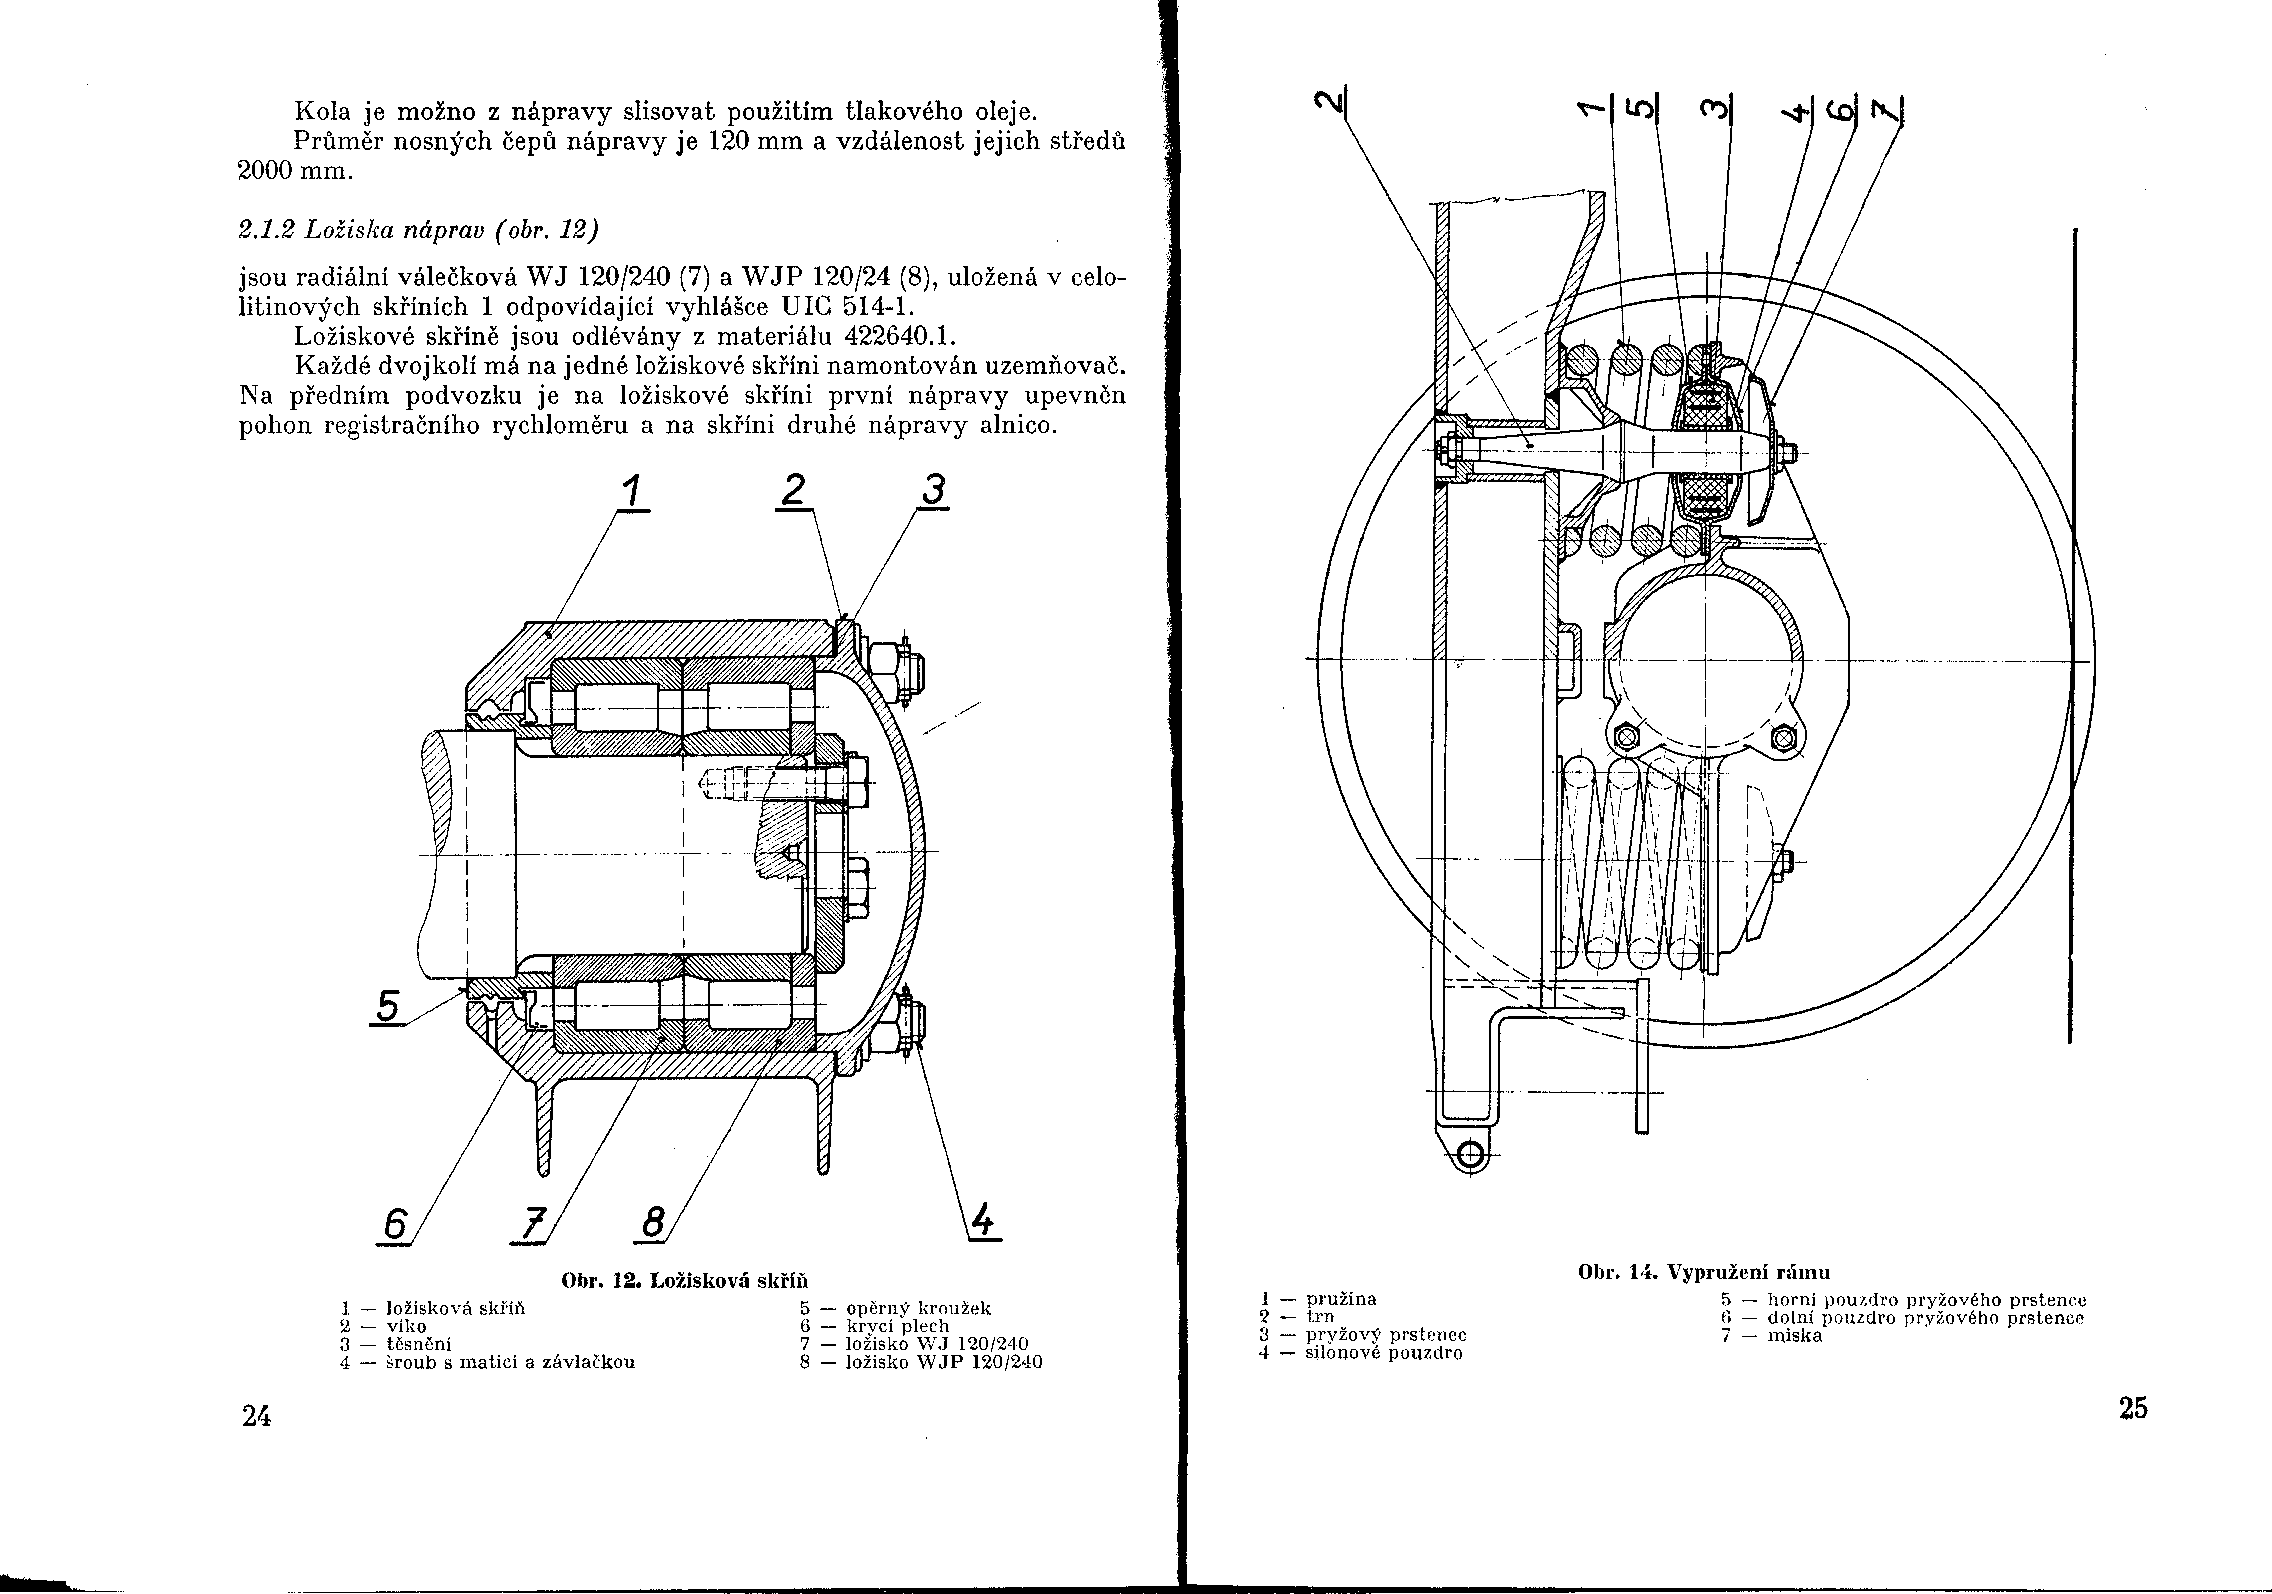 Kola je možno z nápravy slisovat použitím tlakového oleje.
Průměr nosných čepů nápravy je 120 mm a vzdálenost jejich středů
2000 mm.
2.1.2 Ložiska náprav (obr. 12)
jsou radiální válečková WJ 120/240 (7) a WJP 120/24 (8), uložená v celo-
litinových skříních 1 odpovídající vyhlášce UIC 514-1.
Ložiskové skříně jsou odlévány z materiálu 422640.1.
Každé dvojkolí má na jedné ložiskové skříni namontován uzemňovač.
Na předním podvozku je na ložiskové skříni první nápravy upevněn
pohon registračního rychloměru a na skříni druhé nápravy alnico.
1 2 3
5
6 7 8 4
Obr. 12. Ložisková skříň
1 — ložisková skříň
2 — víko
3 — těsnění
4 — šroub s maticí a závlačkou
5 — opěrný kroužek
6 — krycí plech
7 — ložisko WJ 120/240
8 — ložisko WJP 120/240
24
2 1 5 3 4 6 7
Obr. 14. Vypružení rámu
1 — pružina
2 — trn
3 — pryžový prstenec
4 — silonové pouzdro
5 — horní pouzdro pryžového prstence
6 — dolní pouzdro pryžového prstence
7 — miska
25